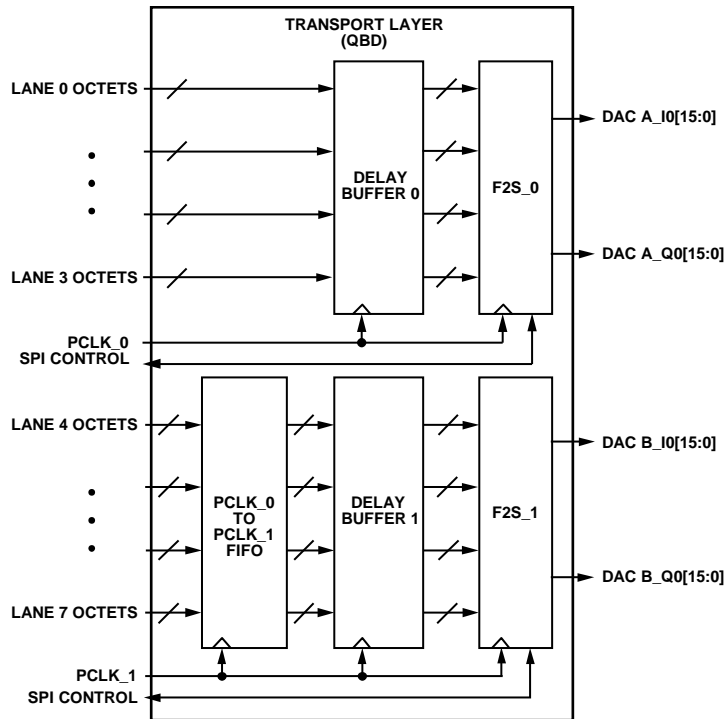 TRANSPORT LAYER
(QBD)
LANE 0 OCTETS
LANE 3 OCTETS
DELAY
BUFFER 0
F2S_0
DAC A_I0[15:0]
DAC A_Q0[15:0]
PCLK_0
SPI CONTROL
LANE 4 OCTETS
LANE 7 OCTETS
PCLK_0
TO
PCLK_1
FIFO
DELAY
BUFFER 1
F2S_1
DAC B_I0[15:0]
DAC B_Q0[15:0]
PCLK_1
SPI CONTROL